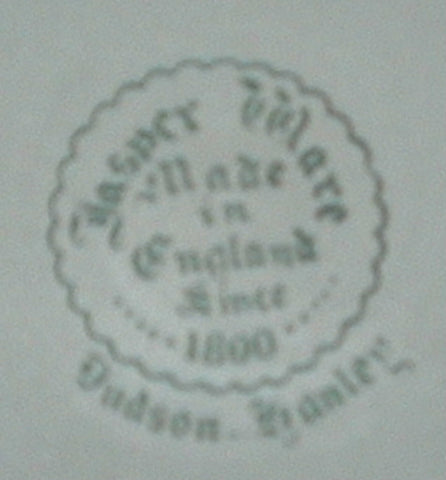 Jasper Ware
Made
in
England
Since
1800
Dudson Hanley